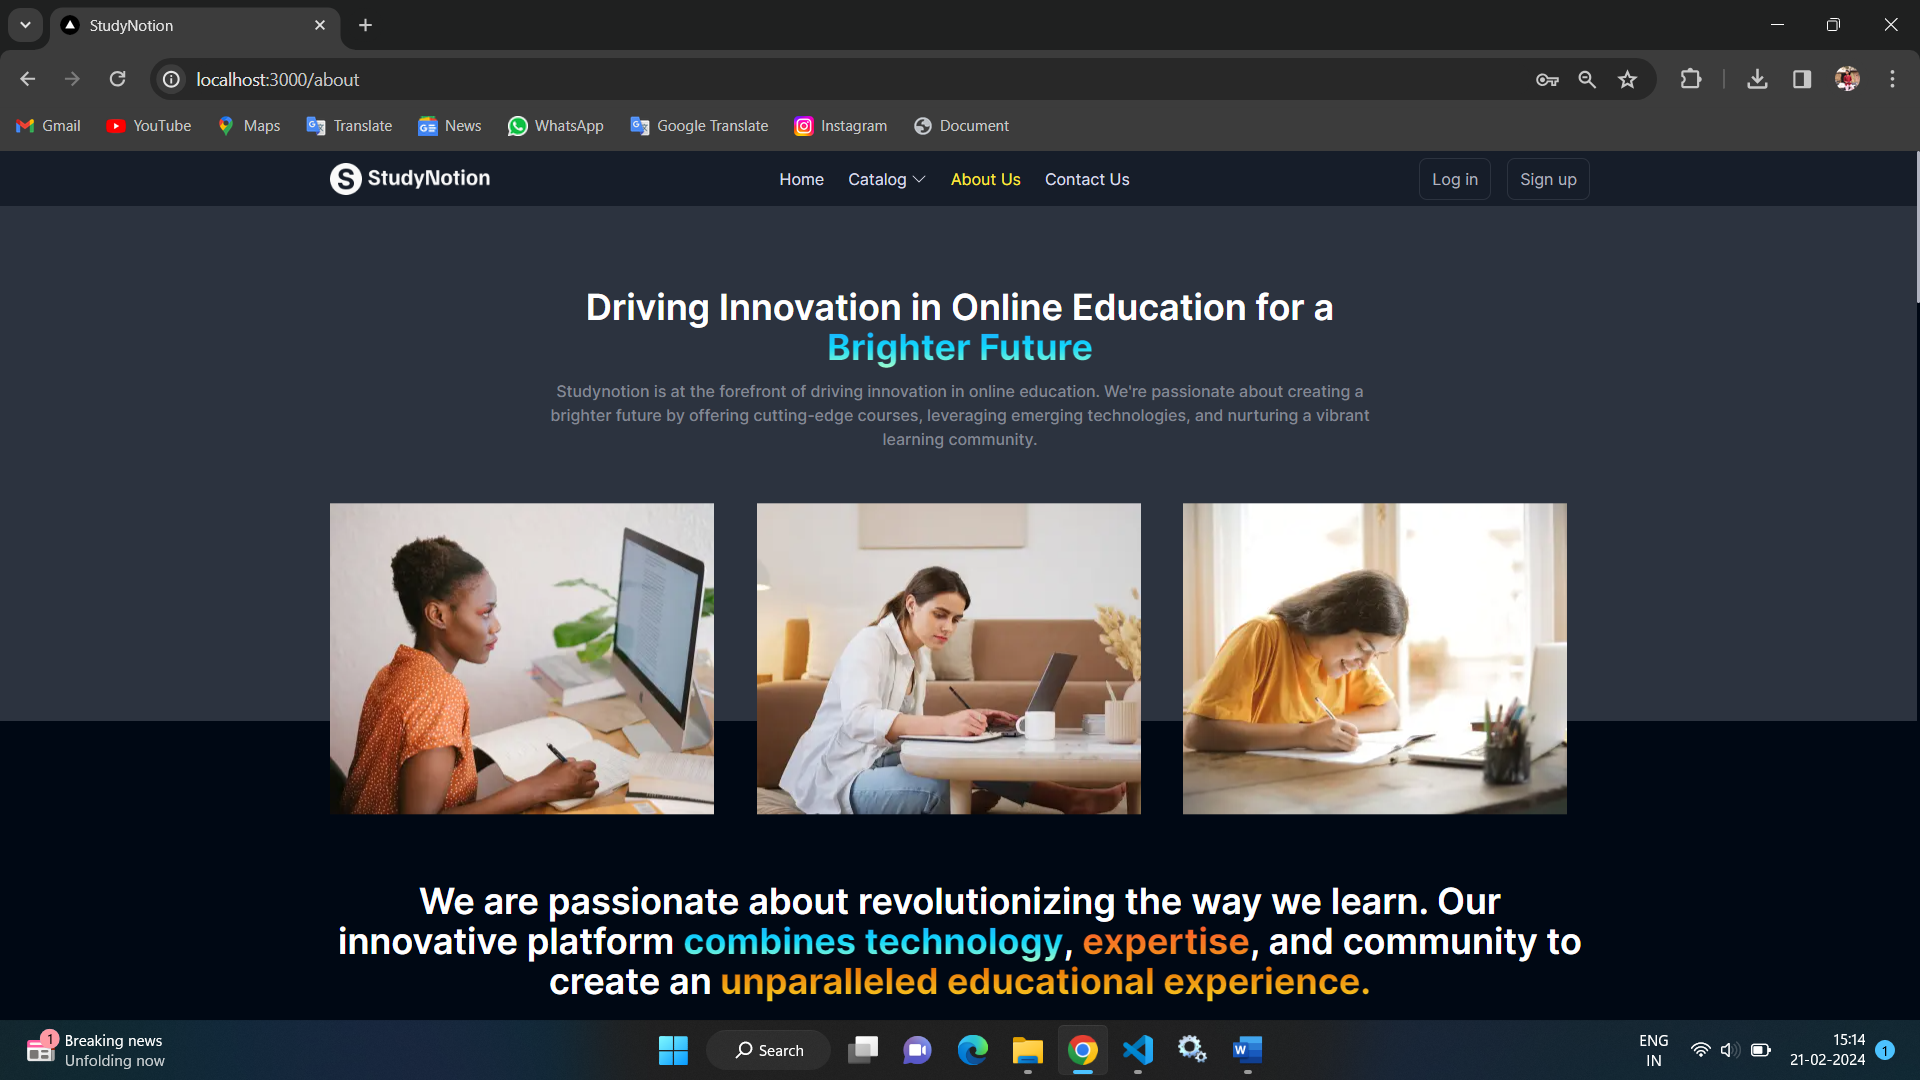 StudyNotion
localhost:3000/about
Gmail YouTube Maps Translate News WhatsApp Google Translate Instagram Document
S StudyNotion Home Catalog About Us Contact Us Log in Sign up
Driving Innovation in Online Education for a
Brighter Future
Studynotion is at the forefront of driving innovation in online education. We're passionate about creating a
brighter future by offering cutting-edge courses, leveraging emerging technologies, and nurturing a vibrant
learning community.
We are passionate about revolutionizing the way we learn. Our
innovative platform combines technology, expertise, and community to
create an unparalleled educational experience.
1 Breaking news
Unfolding now
Search
ENG
IN
15:14
21-02-2024
1